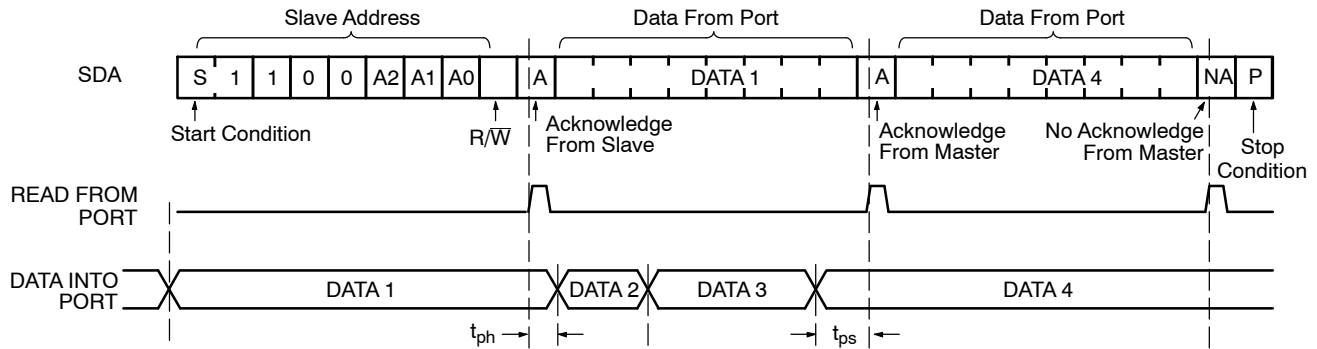 Slave Address
Data From Port
Data From Port
SDA
S 1 1 0 0 A2 A1 A0 A DATA 1 A DATA 4 NA P
Start Condition
R/W̅
Acknowledge
From Slave
Acknowledge
From Master
No Acknowledge
From Master
Stop
Condition
READ FROM
PORT
DATA INTO
PORT
DATA 1
DATA 2
DATA 3
DATA 4
tph
tps